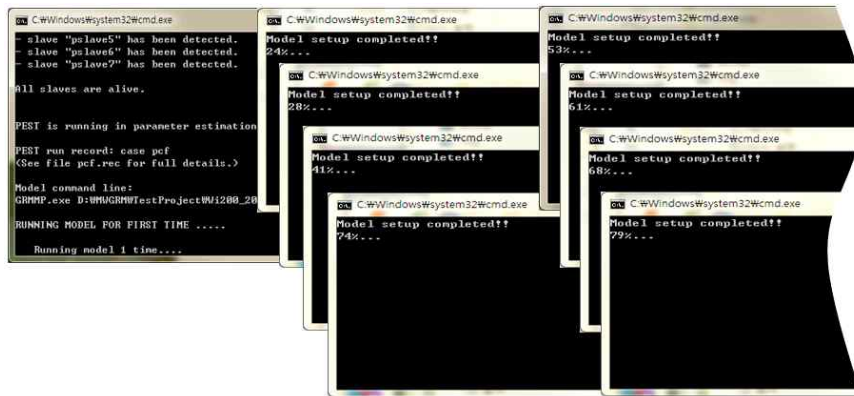 C:₩Windows₩system32₩cmd.exe
- slave "pslave5" has been detected.
- slave "pslave6" has been detected.
- slave "pslave7" has been detected.
All slaves are alive.
PEST is running in parameter estimation
PEST run record: case pcf
(See file pcf.rec for full details.)
Model command line:
GRMMP.exe D:₩MWGRM₩TestProject₩Wi200_20
RUNNING MODEL FOR FIRST TIME .....
Running model 1 time....
C:₩Windows₩system32₩cmd.exe
Model setup completed!!
24%...
C:₩Windows₩system32₩cmd.exe
Model setup completed!!
28%...
C:₩Windows₩system32₩cmd.exe
Model setup completed!!
41%...
C:₩Windows₩system32₩cmd.exe
Model setup completed!!
74%...
C:₩Windows₩system32₩cmd.exe
Model setup completed!!
53%...
C:₩Windows₩system32₩cmd.exe
Model setup completed!!
61%...
C:₩Windows₩system32₩cmd.exe
Model setup completed!!
68%...
C:₩Windows₩system32₩cmd.exe
Model setup completed!!
79%...